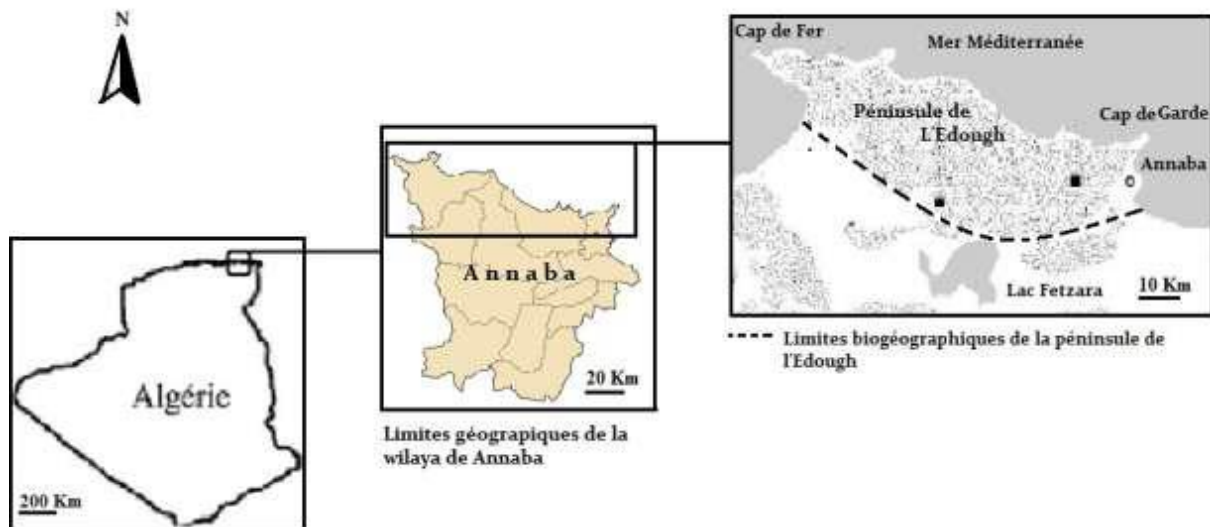 N
Cap de Fer
Mer Méditerranée
Péninsule de
L'Edough
Cap de Garde
Annaba
Lac Fetzara
10 Km
Limites biogéographiques de la péninsule de
l'Edough
Annaba
20 Km
Limites géograpiques de la
wilaya de Annaba
Algérie
200 Km